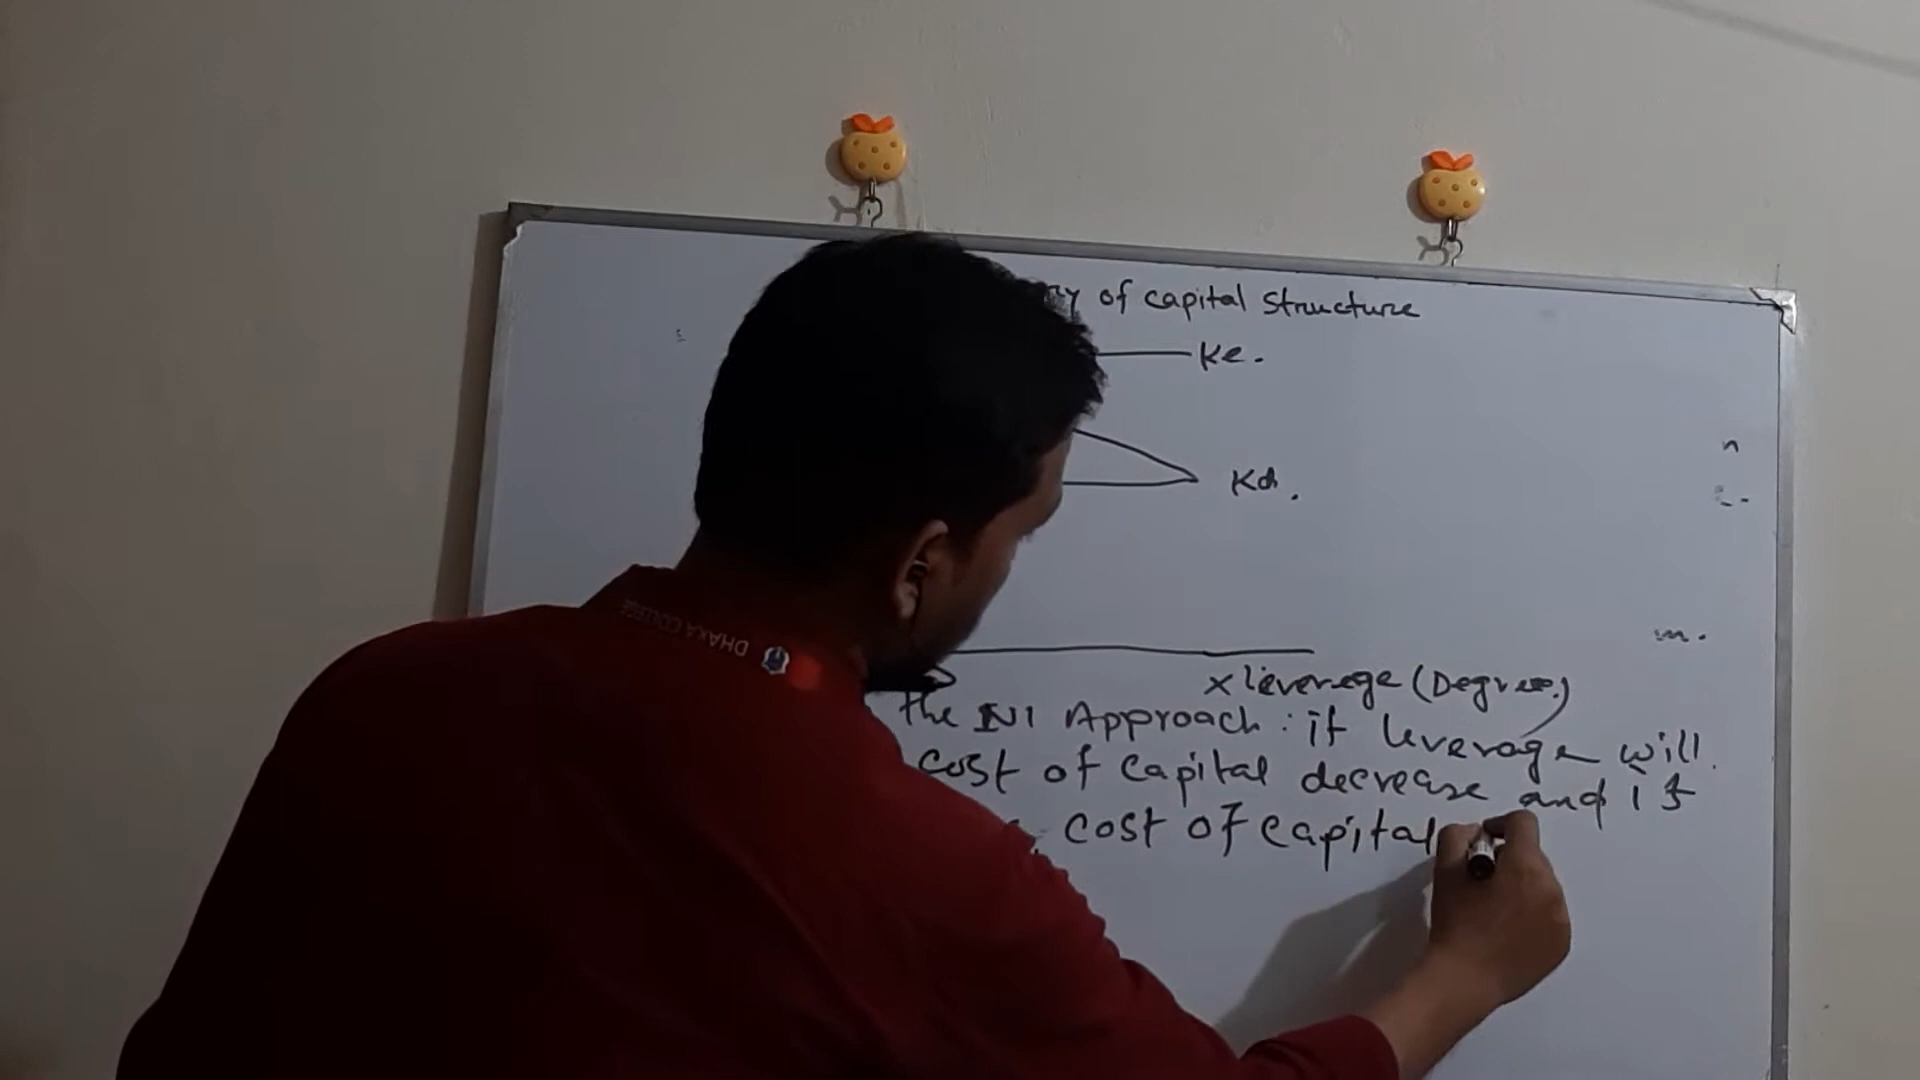 of capital structure
Ke.
Kd.
x leverage (Degree)
the NI Approach : if leverage will
cost of capital decrease and if
cost of capital
DHAKA COLLEGE